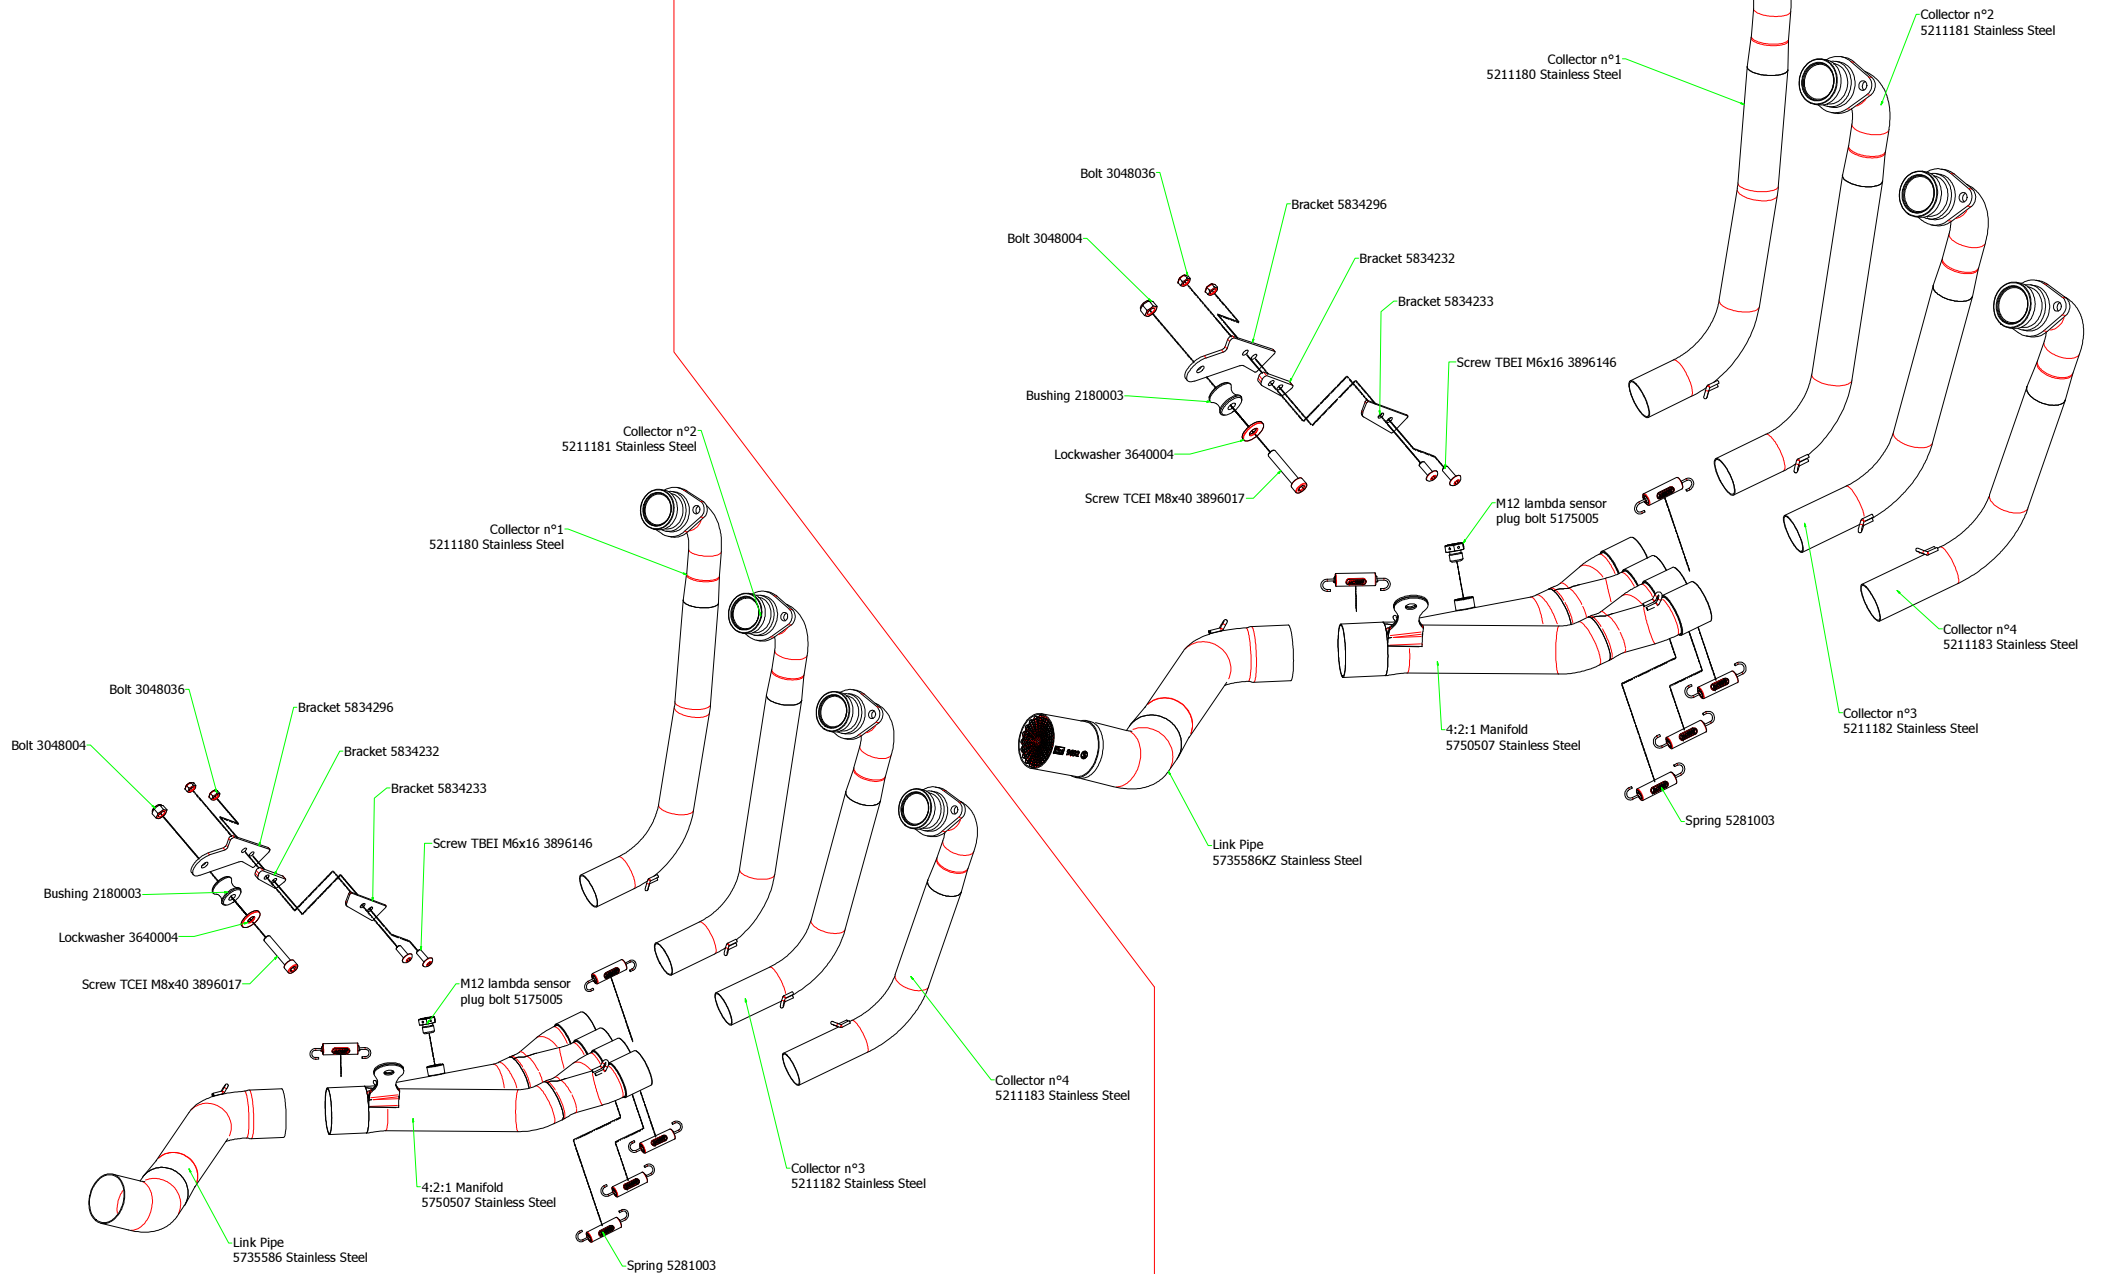 Collector n°2
5211181 Stainless Steel
Collector n°1
5211180 Stainless Steel
Bolt 3048036
Bracket 5834296
Bolt 3048004
Bracket 5834232
Bracket 5834233
Screw TBEI M6x16 3896146
Bushing 2180003
Lockwasher 3640004
Screw TCEI M8x40 3896017
M12 lambda sensor
plug bolt 5175005
Collector n°4
5211183 Stainless Steel
Collector n°3
5211182 Stainless Steel
4:2:1 Manifold
5750507 Stainless Steel
Spring 5281003
Link Pipe
5735586KZ Stainless Steel
Collector n°2
5211181 Stainless Steel
Collector n°1
5211180 Stainless Steel
Bolt 3048036
Bracket 5834296
Bolt 3048004
Bracket 5834232
Bracket 5834233
Screw TBEI M6x16 3896146
Bushing 2180003
Lockwasher 3640004
Screw TCEI M8x40 3896017
M12 lambda sensor
plug bolt 5175005
Collector n°4
5211183 Stainless Steel
Collector n°3
5211182 Stainless Steel
4:2:1 Manifold
5750507 Stainless Steel
Link Pipe
5735586 Stainless Steel
Spring 5281003